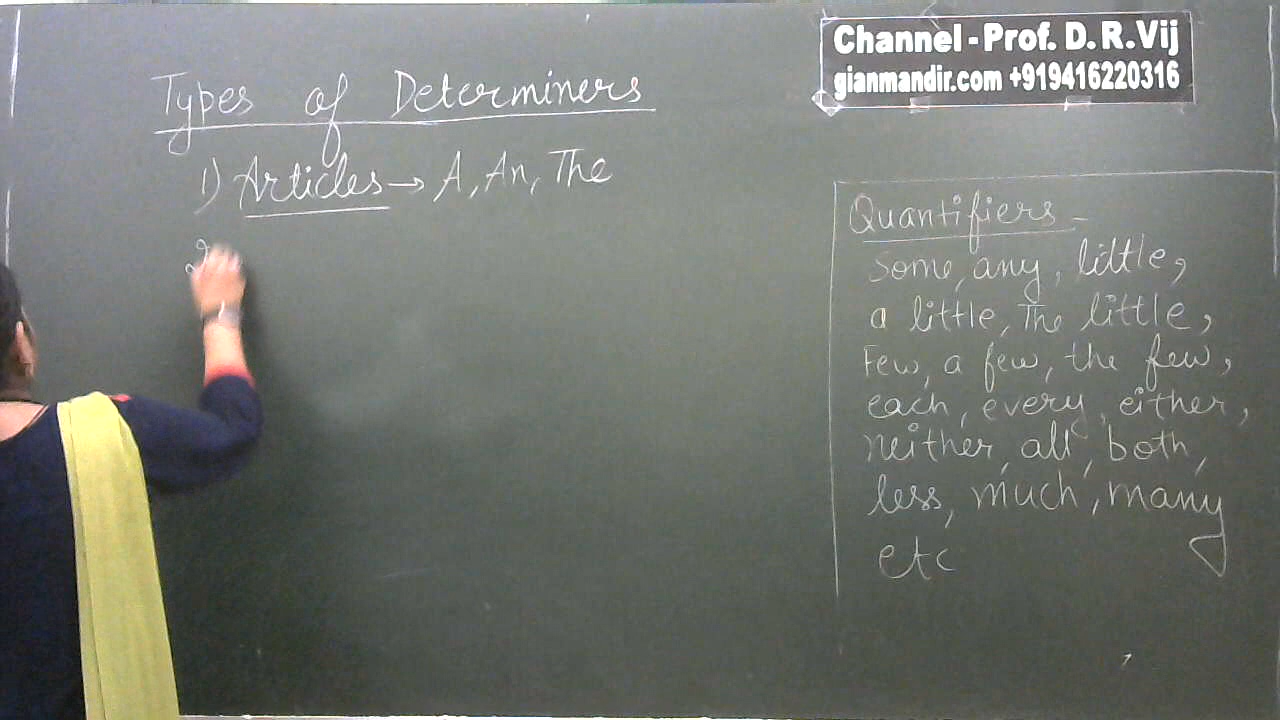 Channel - Prof. D. R. Vij
gianmandir.com +919416220316
Types of Determiners
1) Articles → A, An, The
Quantifiers -
Some, any, little,
a little, The little,
Few, a few, the few,
each, every, either,
neither, all, both,
less, much, many
etc